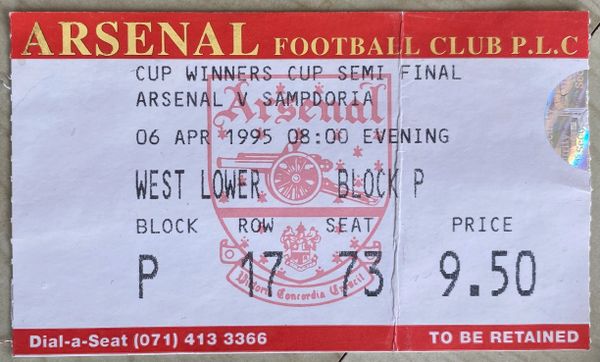 ARSENAL FOOTBALL CLUB P.L.C
CUP WINNERS CUP SEMI FINAL
ARSENAL V SAMPDORIA
06 APR 1995 08:00 EVENING
WEST LOWER BLOCK P
BLOCK ROW SEAT PRICE
P 17 73 9.50
Arsenal
Victoria Concordia Crescit
Dial-a-Seat (071) 413 3366 TO BE RETAINED